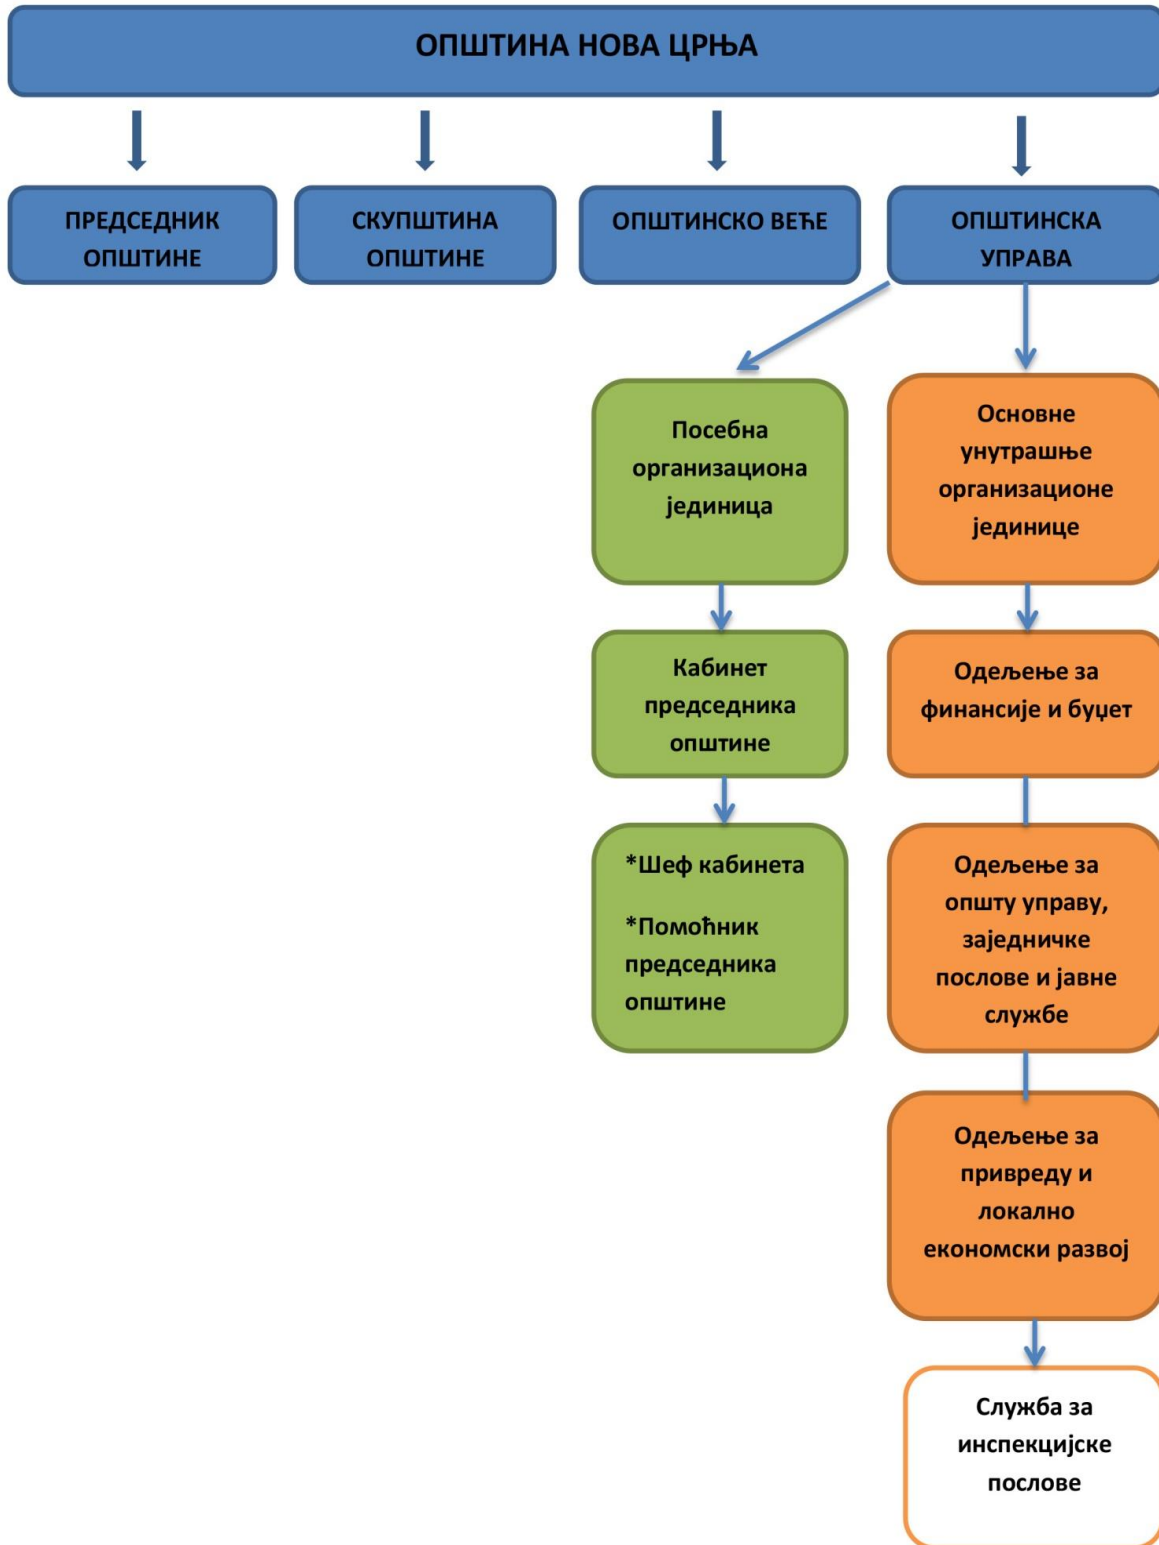 ОПШТИНА НОВА ЦРЊА
ПРЕДСЕДНИК
ОПШТИНЕ
СКУПШТИНА
ОПШТИНЕ
ОПШТИНСКО ВЕЋЕ
ОПШТИНСКА
УПРАВА
Посебна
организациона
јединица
Кабинет
председника
општине
*Шеф кабинета
*Помоћник
председника
општине
Основне
унутрашње
организационе
јединице
Одељење за
финансије и буџет
Одељење за
општу управу,
заједничке
послове и јавне
службе
Одељење за
привреду и
локално
економски развој
Служба за
инспекцијске
послове